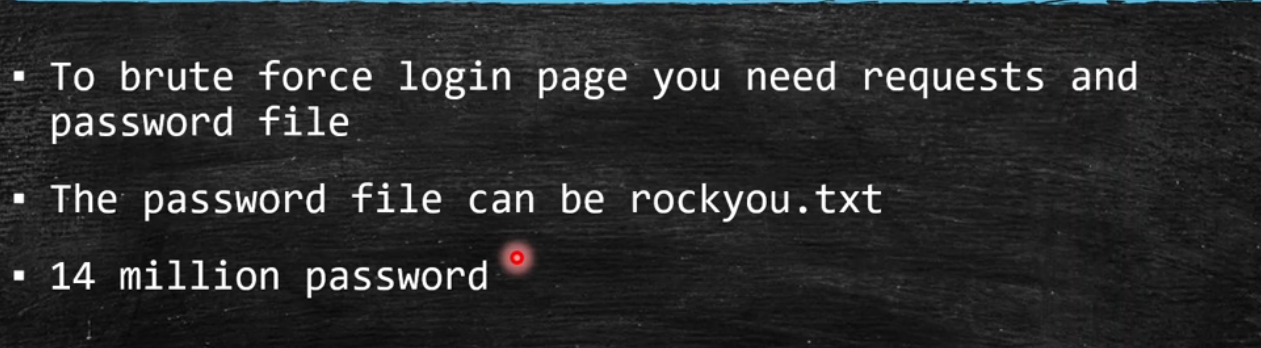 ▪ To brute force login page you need requests and
password file
▪ The password file can be rockyou.txt
▪ 14 million password